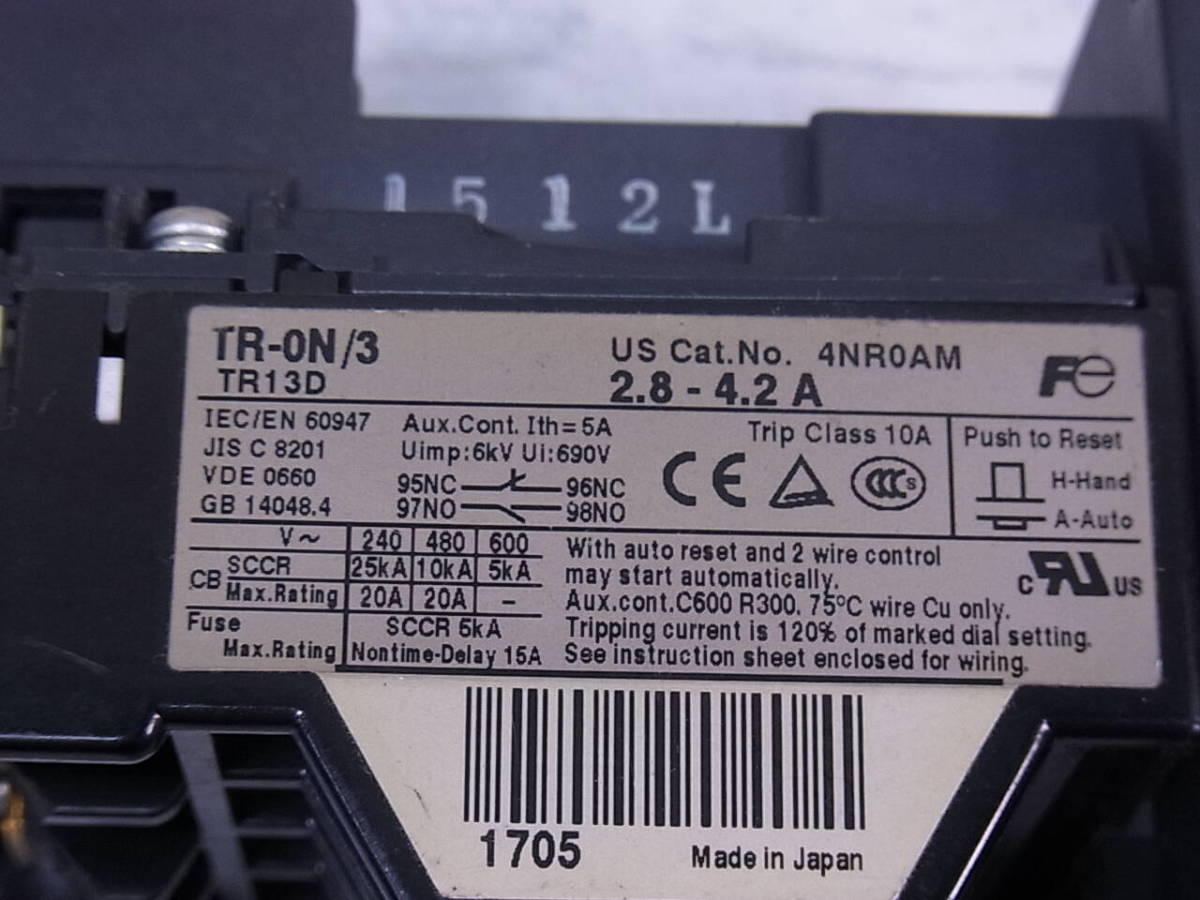 1512L
TR-0N/3
TR13D
US Cat.No. 4NR0AM
2.8 - 4.2 A
Fe
IEC/EN 60947
JIS C 8201
VDE 0660
GB 14048.4
Aux.Cont. Ith=5A
Uimp:6kV Ui:690V
95NC 96NC
97NO 98NO
Trip Class 10A
CE CCC S
Push to Reset
H-Hand
A-Auto
V~ 240 480 600
CB SCCR 25kA 10kA 5kA
Max.Rating 20A 20A -
Fuse SCCR 5kA
Max.Rating Nontime-Delay 15A
With auto reset and 2 wire control
may start automatically.
Aux.cont.C600 R300. 75°C wire Cu only.
Tripping current is 120% of marked dial setting.
See instruction sheet enclosed for wiring.
c RU US
1705
Made in Japan